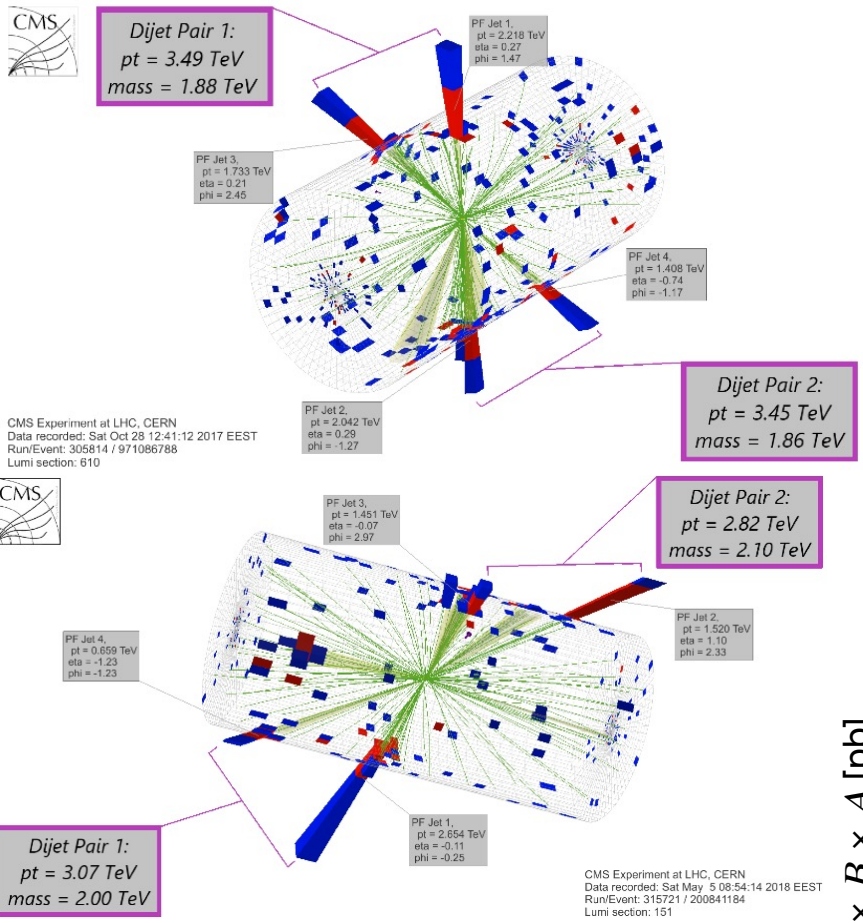 CMS
Dijet Pair 1:
pt = 3.49 TeV
mass = 1.88 TeV
PF Jet 1,
pt = 2.218 TeV
eta = 0.27
phi = 1.47
PF Jet 3,
pt = 1.733 TeV
eta = 0.21
phi = 2.45
PF Jet 4,
pt = 1.408 TeV
eta = -0.74
phi = -1.17
PF Jet 2,
pt = 2.042 TeV
eta = 0.29
phi = -1.27
Dijet Pair 2:
pt = 3.45 TeV
mass = 1.86 TeV
CMS Experiment at LHC, CERN
Data recorded: Sat Oct 28 12:41:12 2017 EEST
Run/Event: 305814 / 971086788
Lumi section: 610
CMS
PF Jet 3,
pt = 1.451 TeV
eta = -0.07
phi = 2.97
Dijet Pair 2:
pt = 2.82 TeV
mass = 2.10 TeV
PF Jet 4,
pt = 0.659 TeV
eta = -1.23
phi = -1.23
PF Jet 2,
pt = 1.520 TeV
eta = 1.10
phi = 2.33
PF Jet 1,
pt = 2.654 TeV
eta = -0.11
phi = -0.25
Dijet Pair 1:
pt = 3.07 TeV
mass = 2.00 TeV
CMS Experiment at LHC, CERN
Data recorded: Sat May 5 08:54:14 2018 EEST
Run/Event: 315721 / 200841184
Lumi section: 151
× B × A [pb]